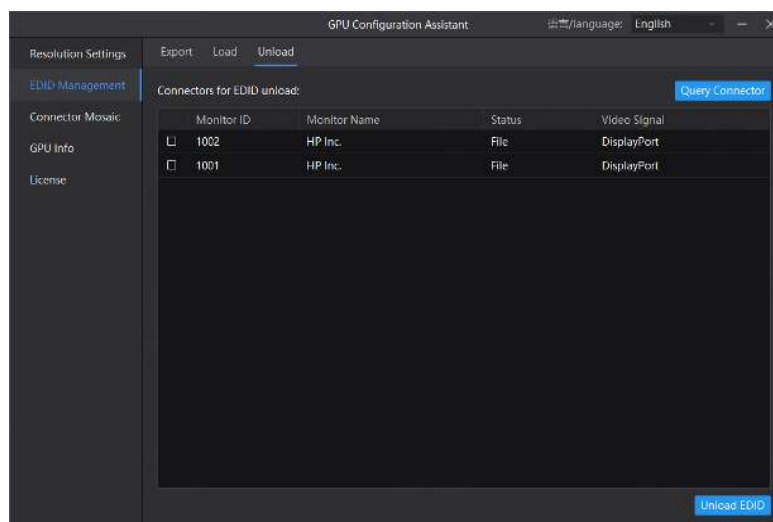 GPU Configuration Assistant 语言/language: English
Resolution Settings Export Load Unload
EDID Management Connectors for EDID unload: Query Connector
Connector Mosaic Monitor ID Monitor Name Status Video Signal
GPU Info 1002 HP Inc. File DisplayPort
License 1001 HP Inc. File DisplayPort
Unload EDID